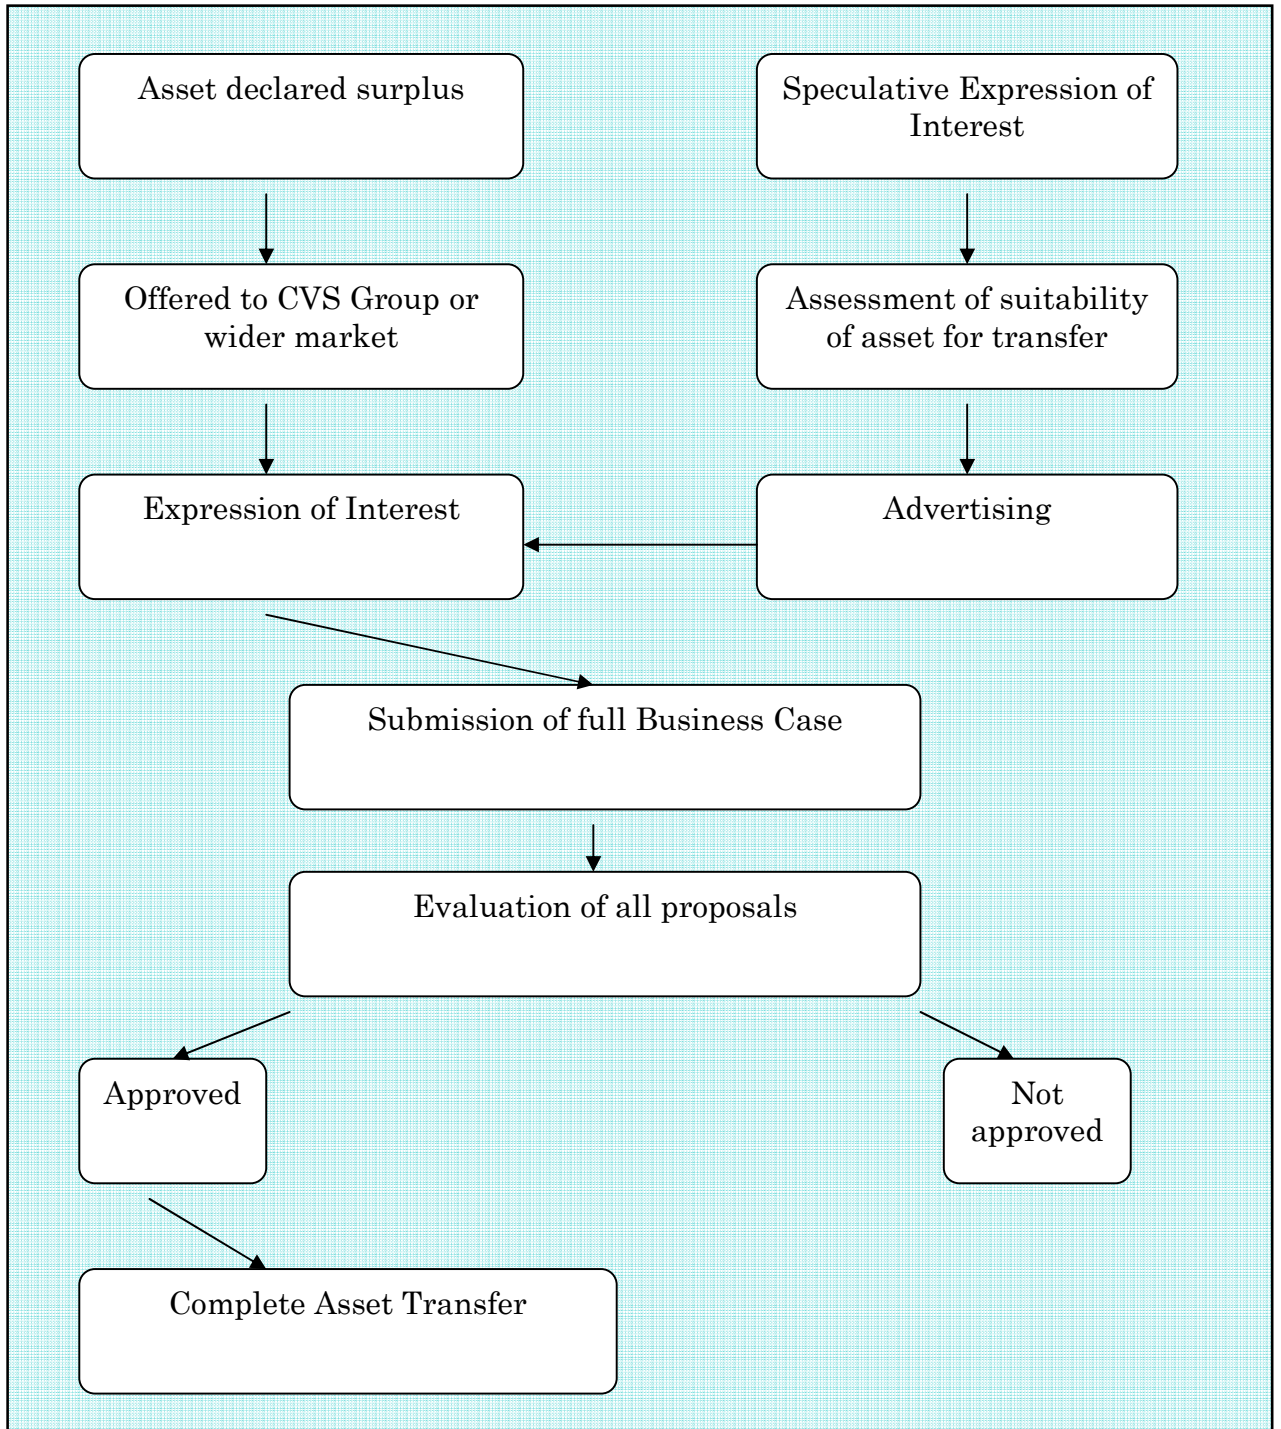 Asset declared surplus
Speculative Expression of
Interest
Offered to CVS Group or
wider market
Assessment of suitability
of asset for transfer
Expression of Interest
Advertising
Submission of full Business Case
Evaluation of all proposals
Approved
Not
approved
Complete Asset Transfer